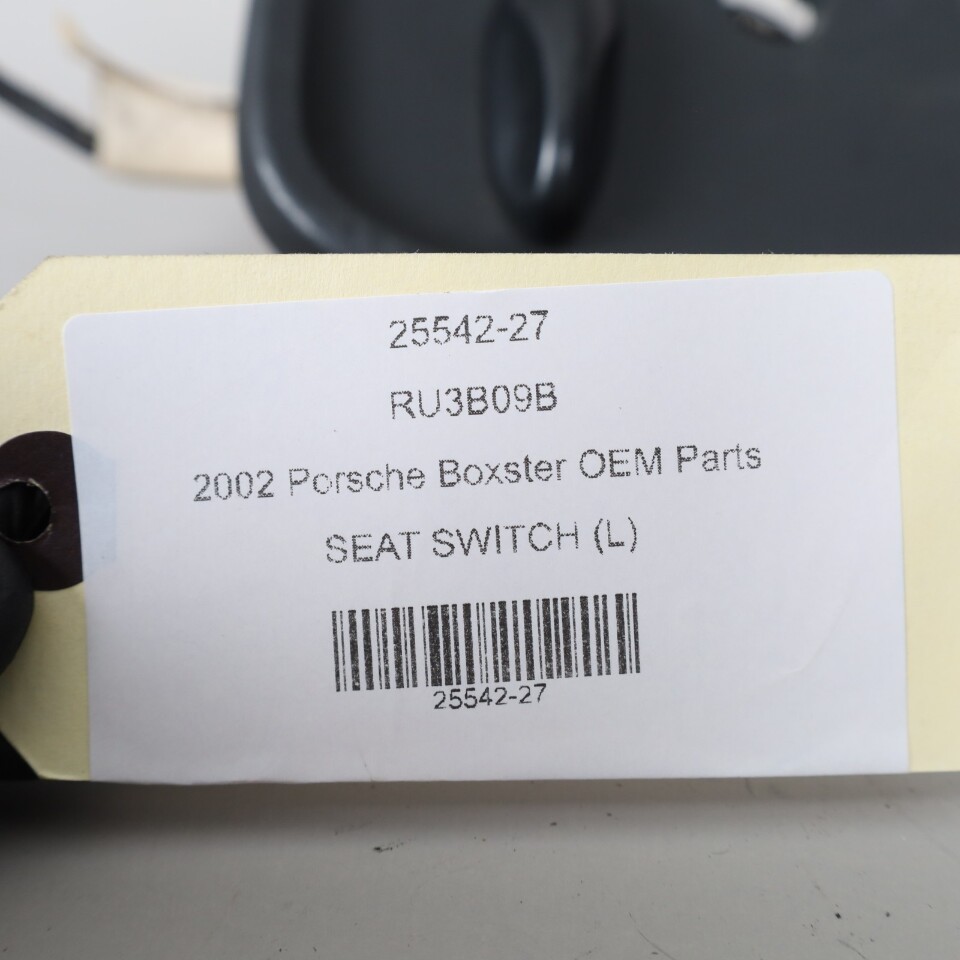 25542-27
RU3B09B
2002 Porsche Boxster OEM Parts
SEAT SWITCH (L)
25542-27